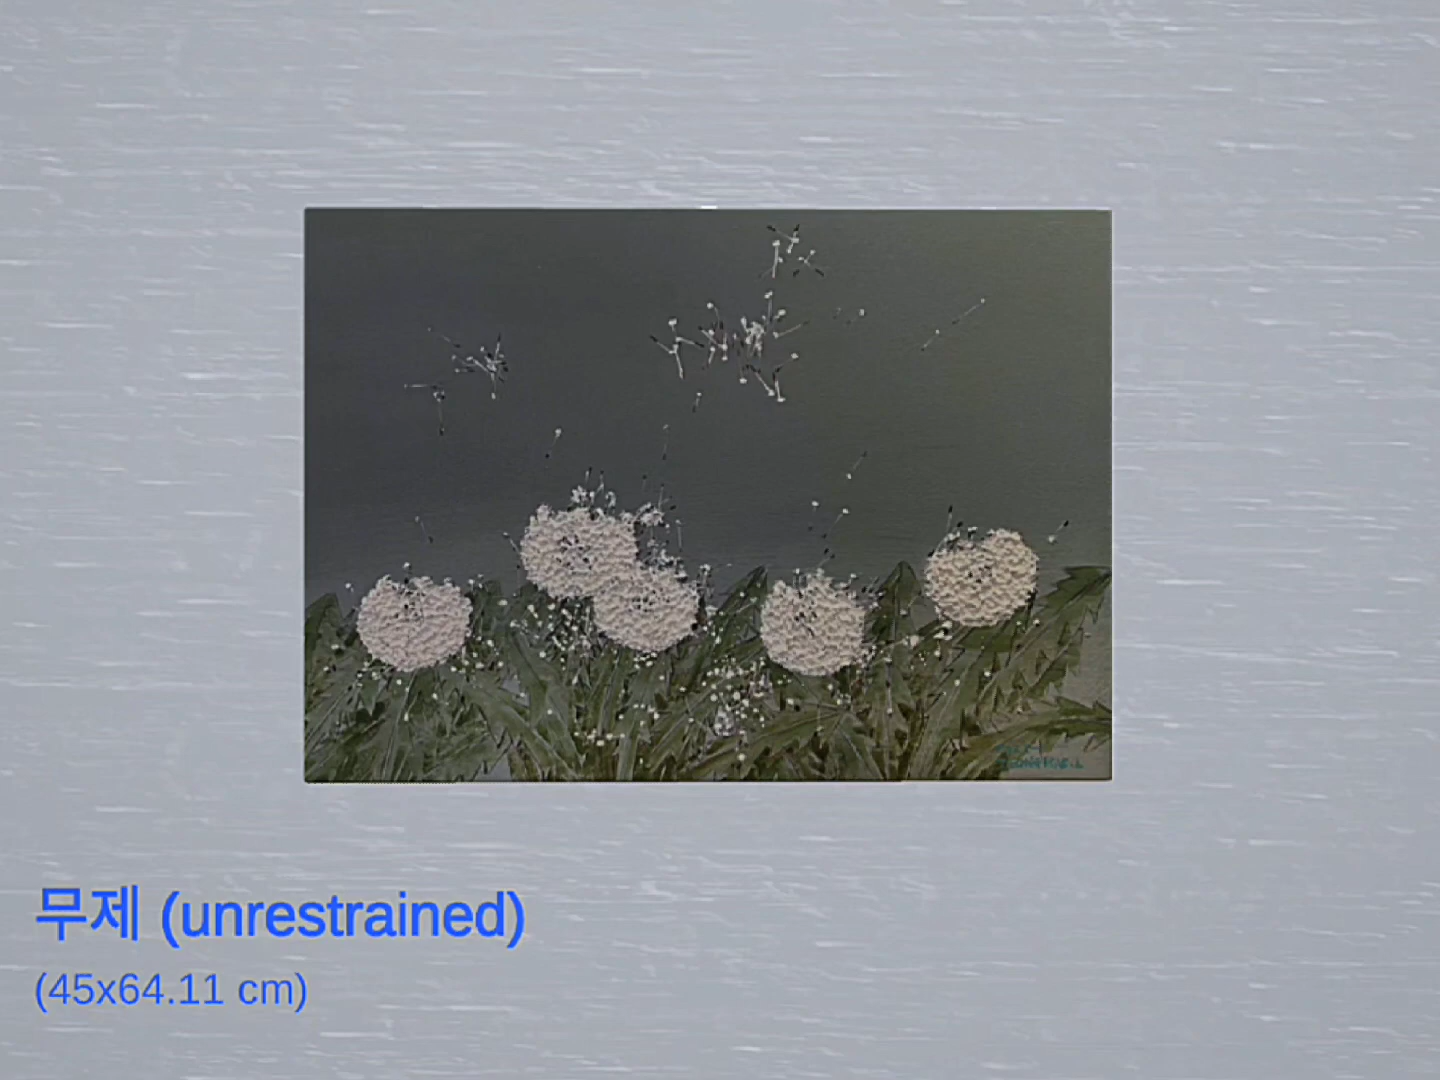 무제 (unrestrained)
(45x64.11 cm)